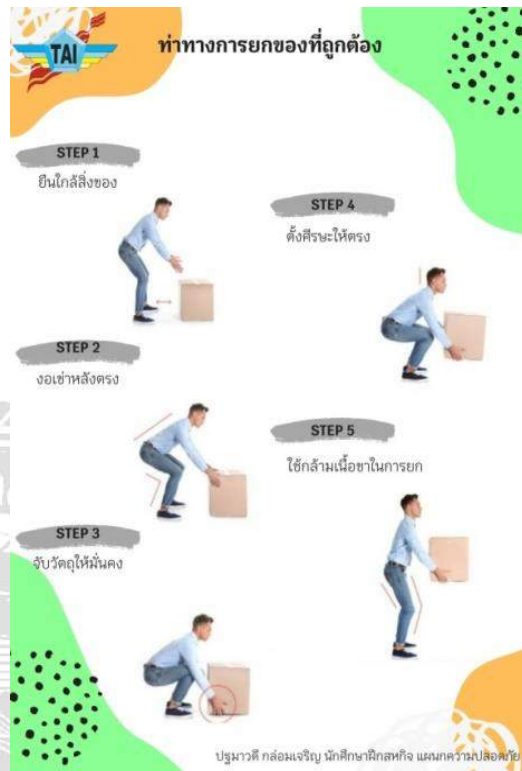 TAI
ท่าทางการยกของที่ถูกต้อง
STEP 1
ยืนใกล้สิ่งของ
STEP 2
งอเข่าหลังตรง
STEP 3
จับวัตถุให้มั่นคง
STEP 4
ตั้งศีรษะให้ตรง
STEP 5
ใช้กล้ามเนื้อขาในการยก
ปฐมาวดี กล่อมเจริญ นักศึกษาฝึกสหกิจ แผนกความปลอดภัย